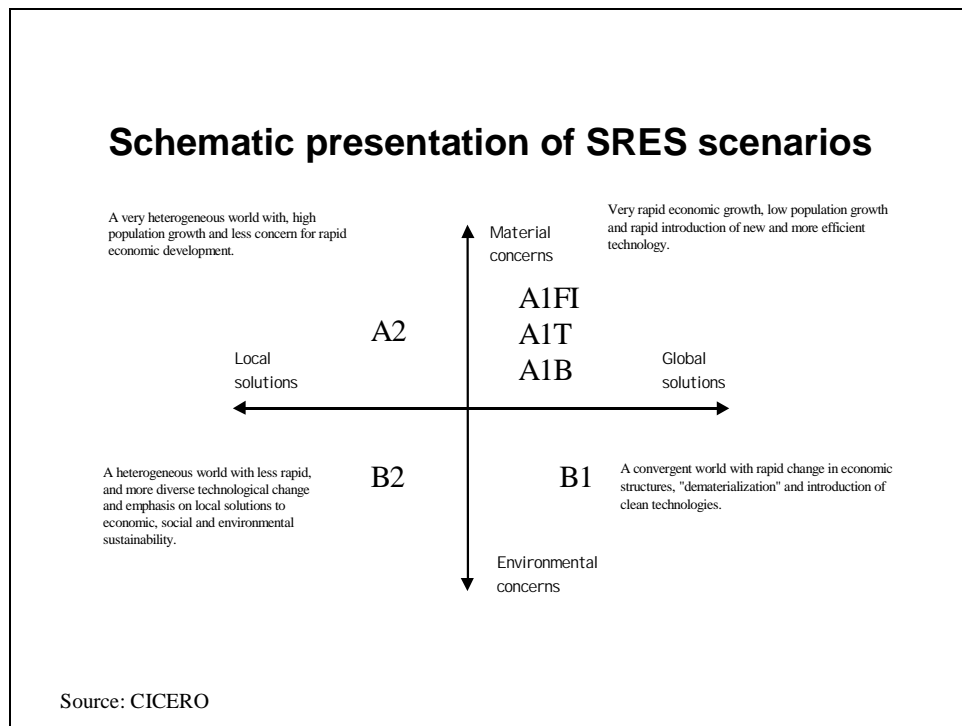 Schematic presentation of SRES scenarios
A very heterogeneous world with, high
population growth and less concern for rapid
economic development.
Very rapid economic growth, low population growth
and rapid introduction of new and more efficient
technology.
Material
concerns
A1FI
A1T
A1B
A2
Local
solutions
Global
solutions
A heterogeneous world with less rapid,
and more diverse technological change
and emphasis on local solutions to
economic, social and environmental
sustainability.
B2
B1
A convergent world with rapid change in economic
structures, "dematerialization" and introduction of
clean technologies.
Environmental
concerns
Source: CICERO